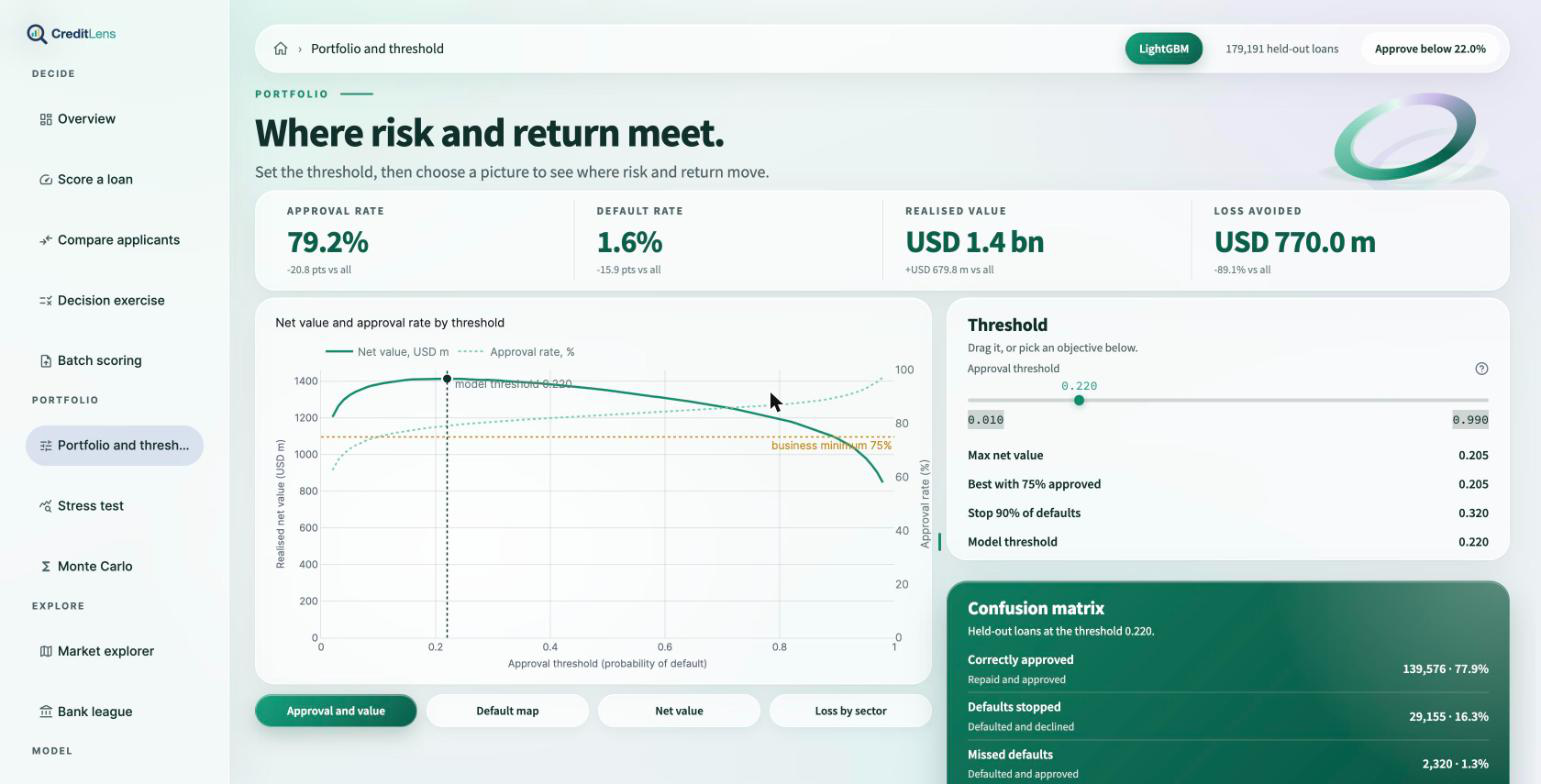 CreditLens
DECIDE
Overview
Score a loan
Compare applicants
Decision exercise
Batch scoring
PORTFOLIO
Portfolio and thresh...
Stress test
Monte Carlo
EXPLORE
Market explorer
Bank league
MODEL
› Portfolio and threshold
LightGBM
179,191 held-out loans
Approve below 22.0%
PORTFOLIO
Where risk and return meet.
Set the threshold, then choose a picture to see where risk and return move.
APPROVAL RATE
79.2%
-20.8 pts vs all
DEFAULT RATE
1.6%
-15.9 pts vs all
REALISED VALUE
USD 1.4 bn
+USD 679.8 m vs all
LOSS AVOIDED
USD 770.0 m
-89.1% vs all
Net value and approval rate by threshold
Net value, USD m
Approval rate, %
model threshold 0.220
business minimum 75%
1400
1200
1000
800
600
400
200
0
Realised net value (USD m)
100
80
60
40
20
0
Approval rate (%)
0 0.2 0.4 0.6 0.8 1
Approval threshold (probability of default)
Approval and value
Default map
Net value
Loss by sector
Threshold
Drag it, or pick an objective below.
Approval threshold
?
0.220
0.010 0.990
Max net value 0.205
Best with 75% approved 0.205
Stop 90% of defaults 0.320
Model threshold 0.220
Confusion matrix
Held-out loans at the threshold 0.220.
Correctly approved
Repaid and approved
139,576 · 77.9%
Defaults stopped
Defaulted and declined
29,155 · 16.3%
Missed defaults
Defaulted and approved
2,320 · 1.3%